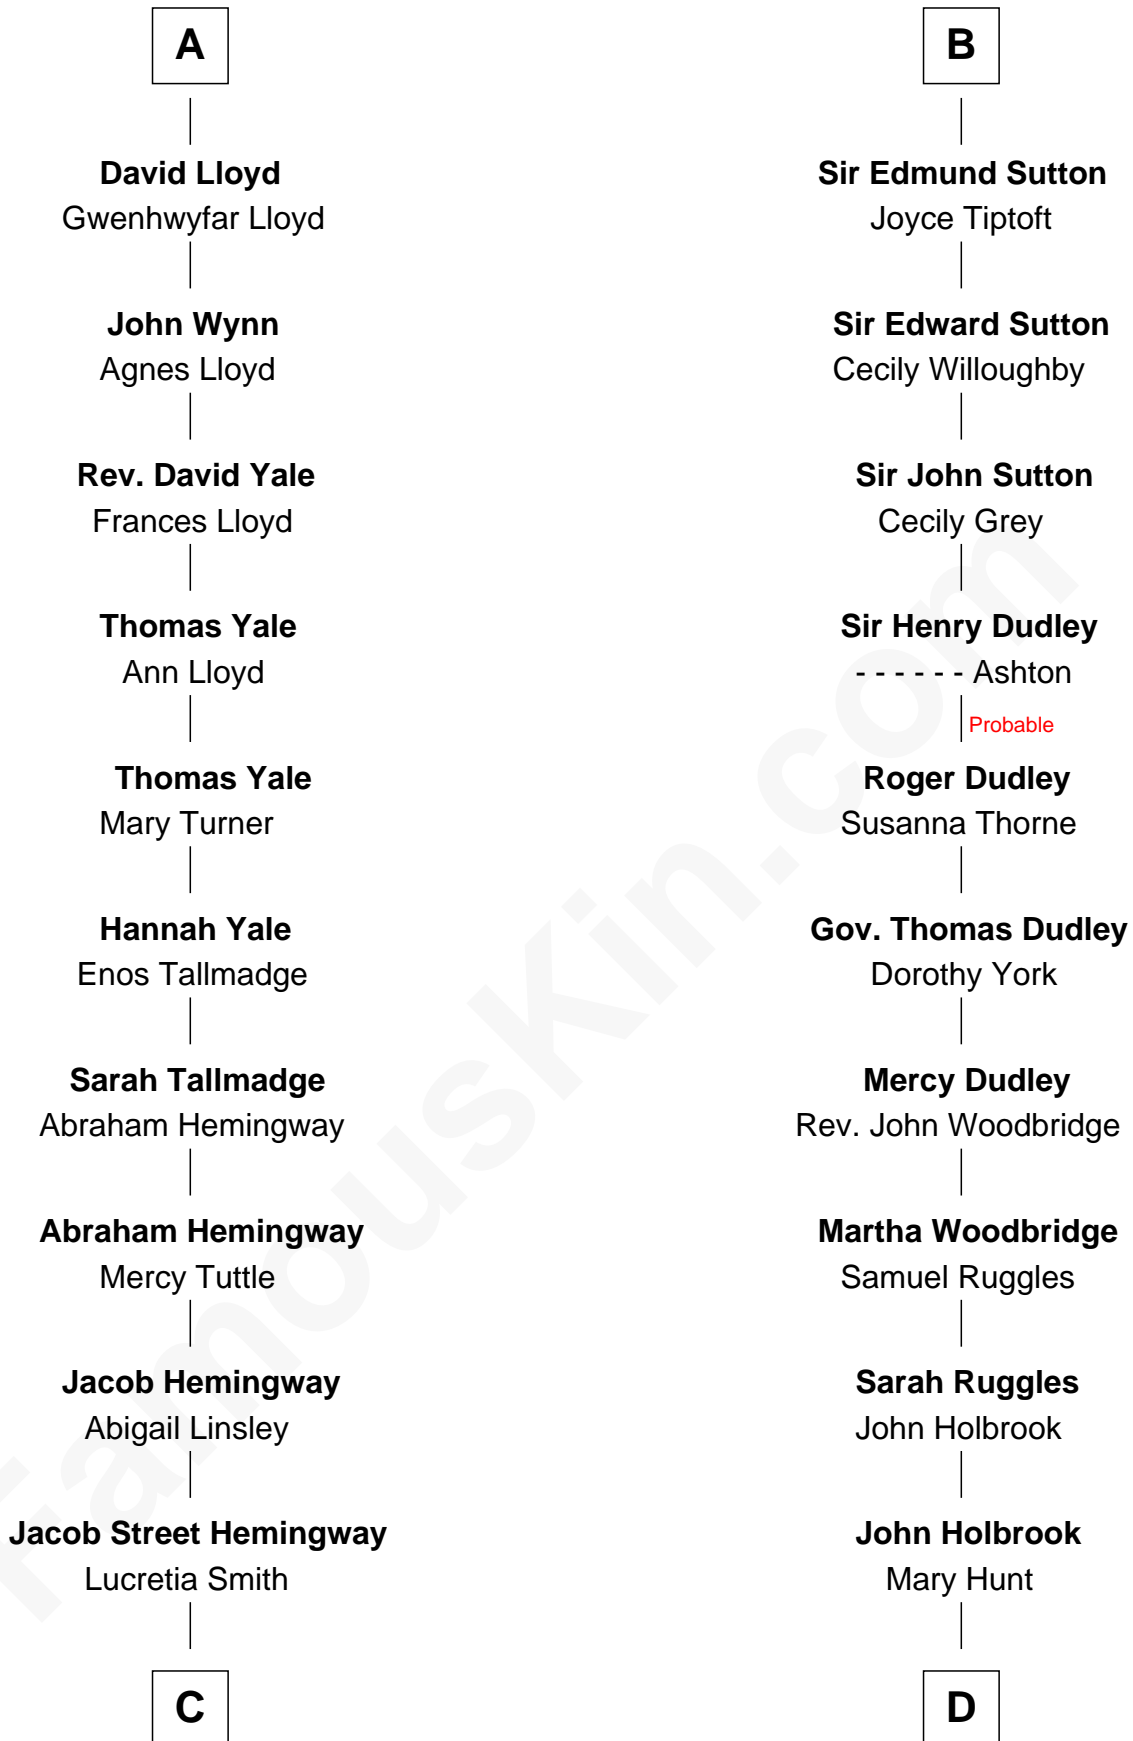 A
David Lloyd
Gwenhwyfar Lloyd
John Wynn
Agnes Lloyd
Rev. David Yale
Frances Lloyd
Thomas Yale
Ann Lloyd
Thomas Yale
Mary Turner
Hannah Yale
Enos Tallmadge
Sarah Tallmadge
Abraham Hemingway
Abraham Hemingway
Mercy Tuttle
Jacob Hemingway
Abigail Linsley
Jacob Street Hemingway
Lucretia Smith
C
B
Sir Edmund Sutton
Joyce Tiptoft
Sir Edward Sutton
Cecily Willoughby
Sir John Sutton
Cecily Grey
Sir Henry Dudley
- - - - - - Ashton
Probable
Roger Dudley
Susanna Thorne
Gov. Thomas Dudley
Dorothy York
Mercy Dudley
Rev. John Woodbridge
Martha Woodbridge
Samuel Ruggles
Sarah Ruggles
John Holbrook
John Holbrook
Mary Hunt
D
FamousKin.com